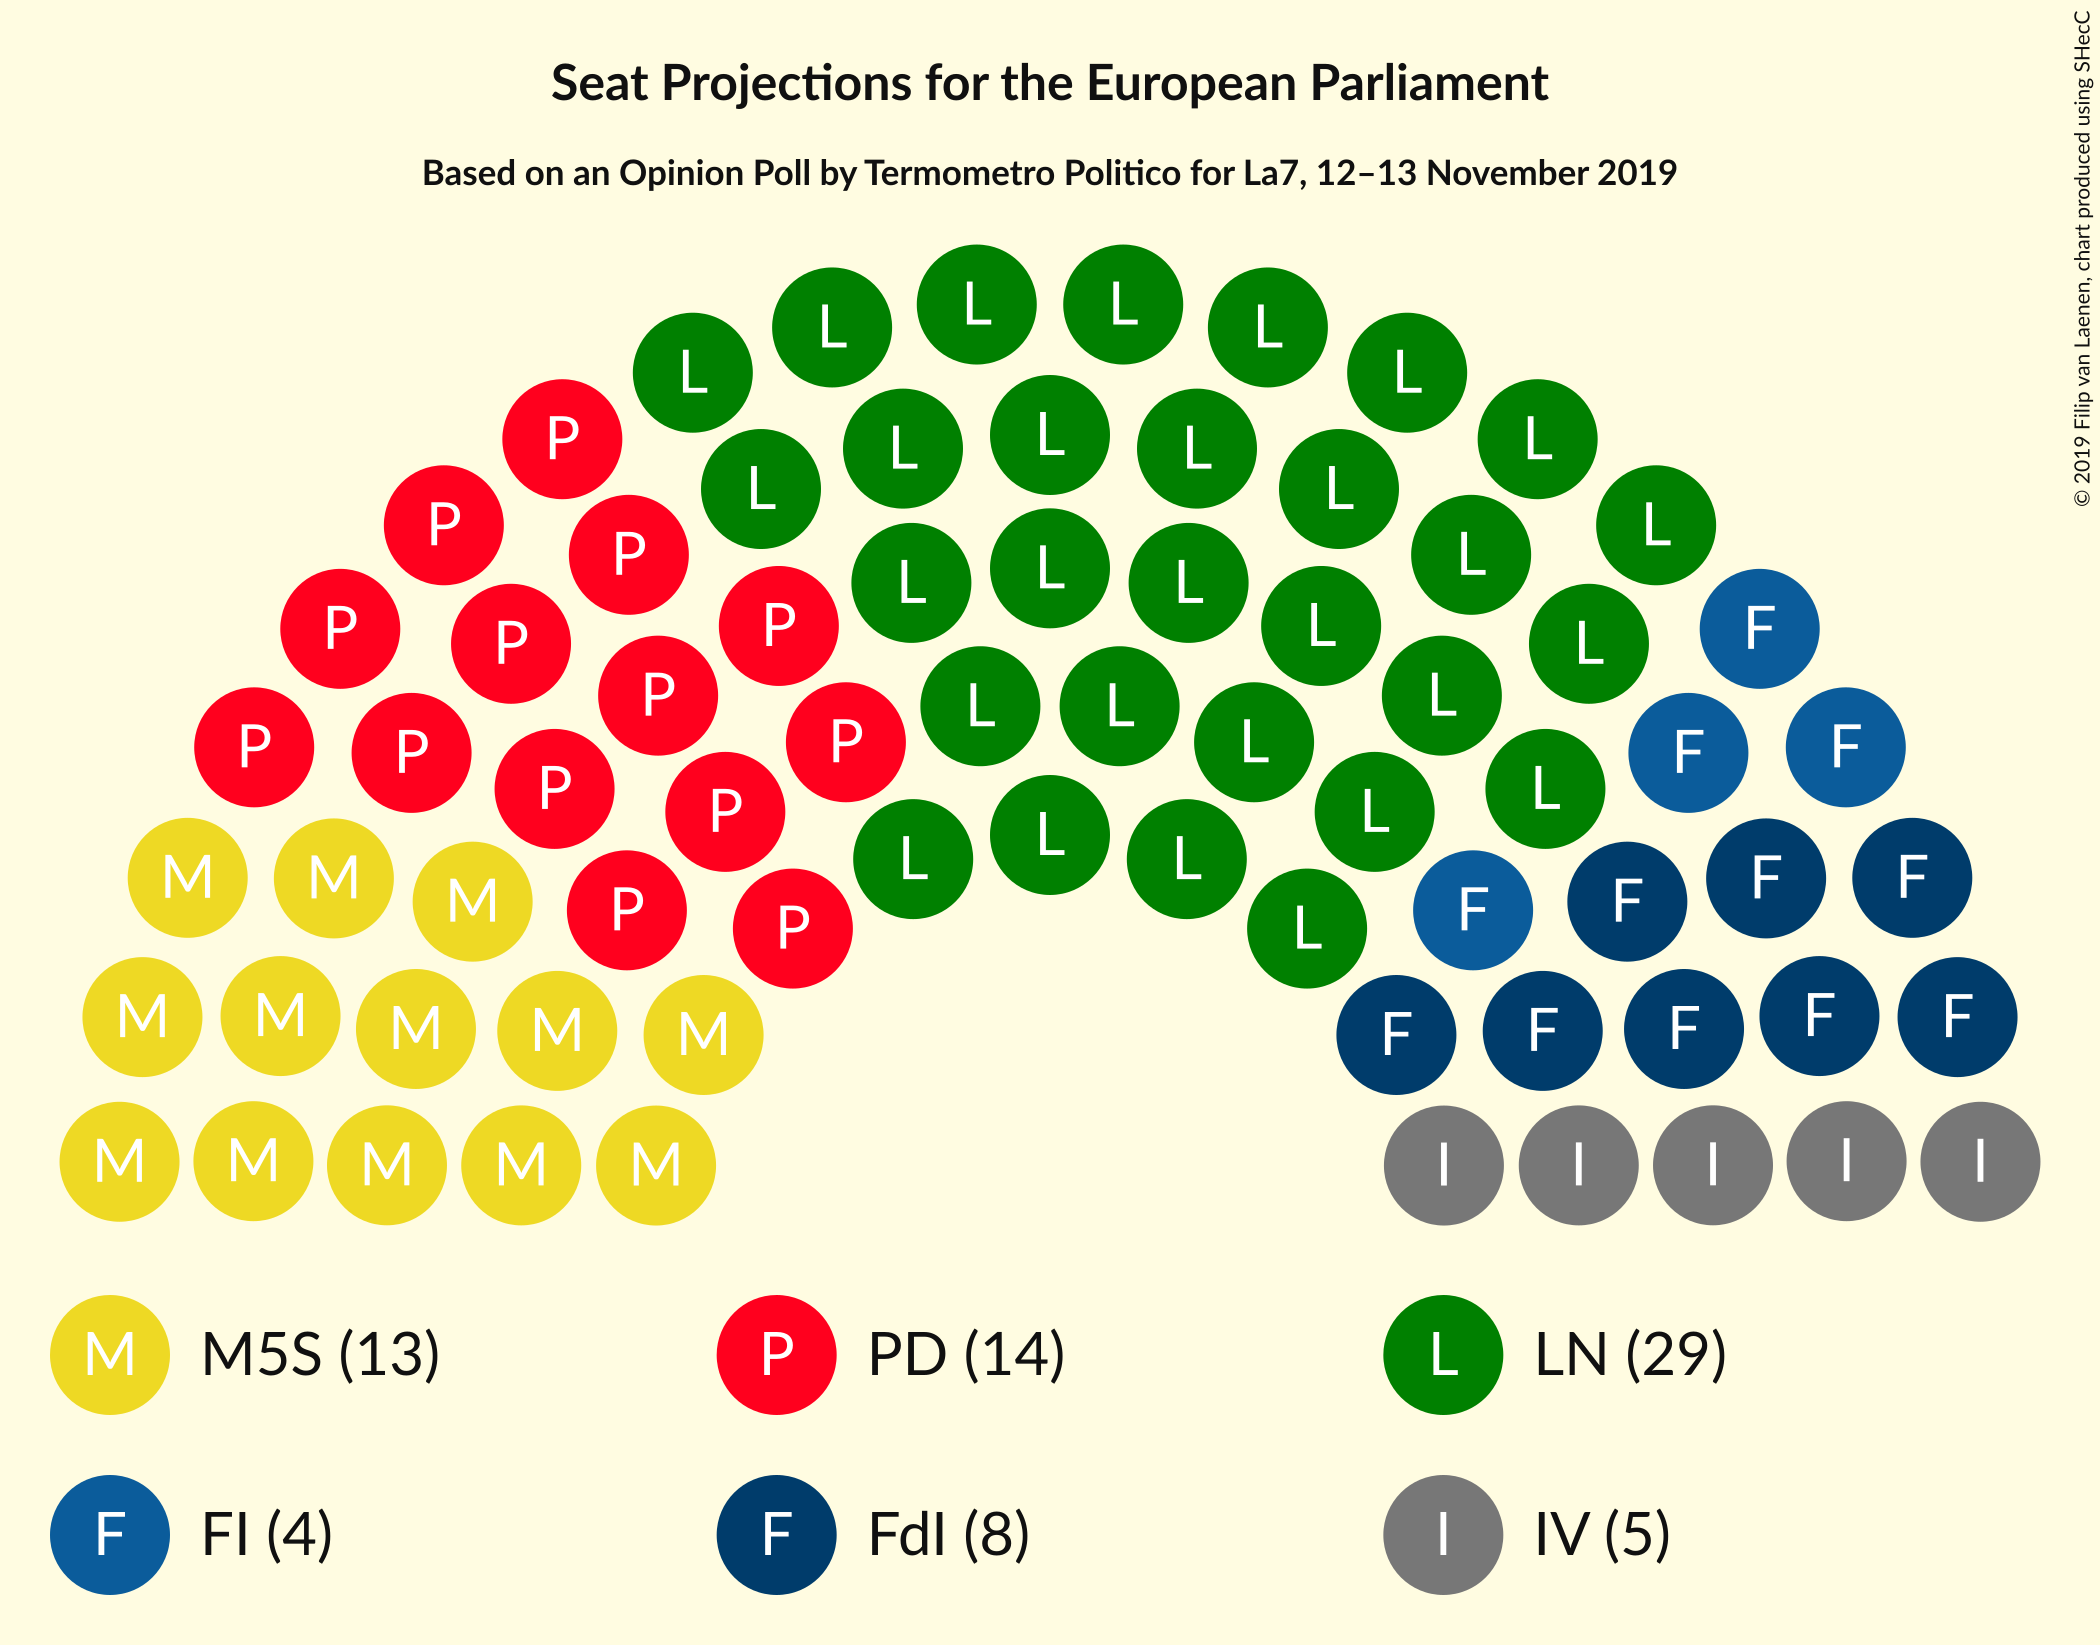 Seat Projections for the European Parliament
Based on an Opinion Poll by Termometro Politico for La7, 12–13 November 2019
© 2019 Filip van Laenen, chart produced using SHecC
L L L L
L L
P L L L L L L
P P L L L L
P P P L L L L L F
P P P P P L L L L L F F
P P L L L L
M M M P P L F F F F
M M M M M F F F F F
M M M M M I I I I I
M M5S (13) P PD (14) L LN (29)
F FI (4) F FdI (8) I IV (5)